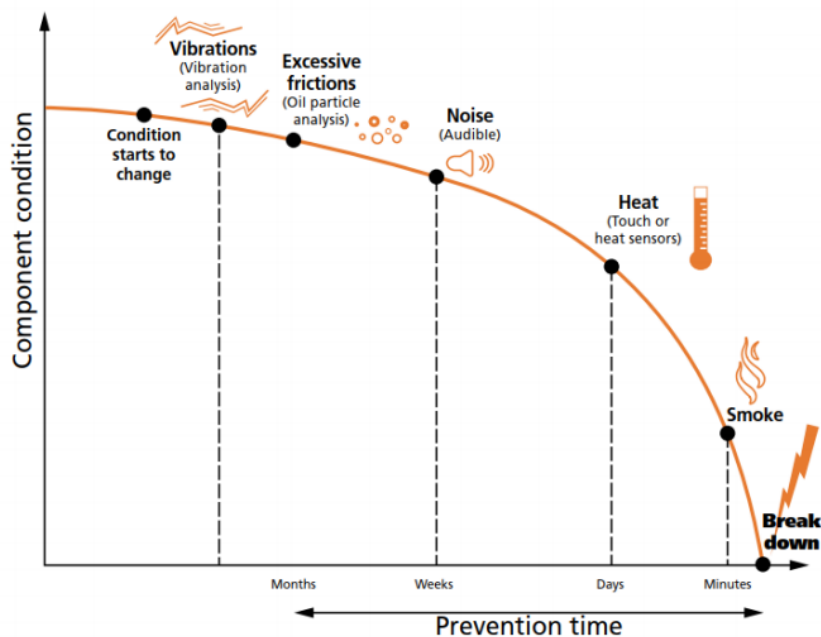 Component condition
Vibrations
(Vibration
analysis)
Condition
starts to
change
Excessive
frictions
(Oil particle
analysis)
Noise
(Audible)
Heat
(Touch or
heat sensors)
Smoke
Break
down
Months
Weeks
Days
Minutes
Prevention time